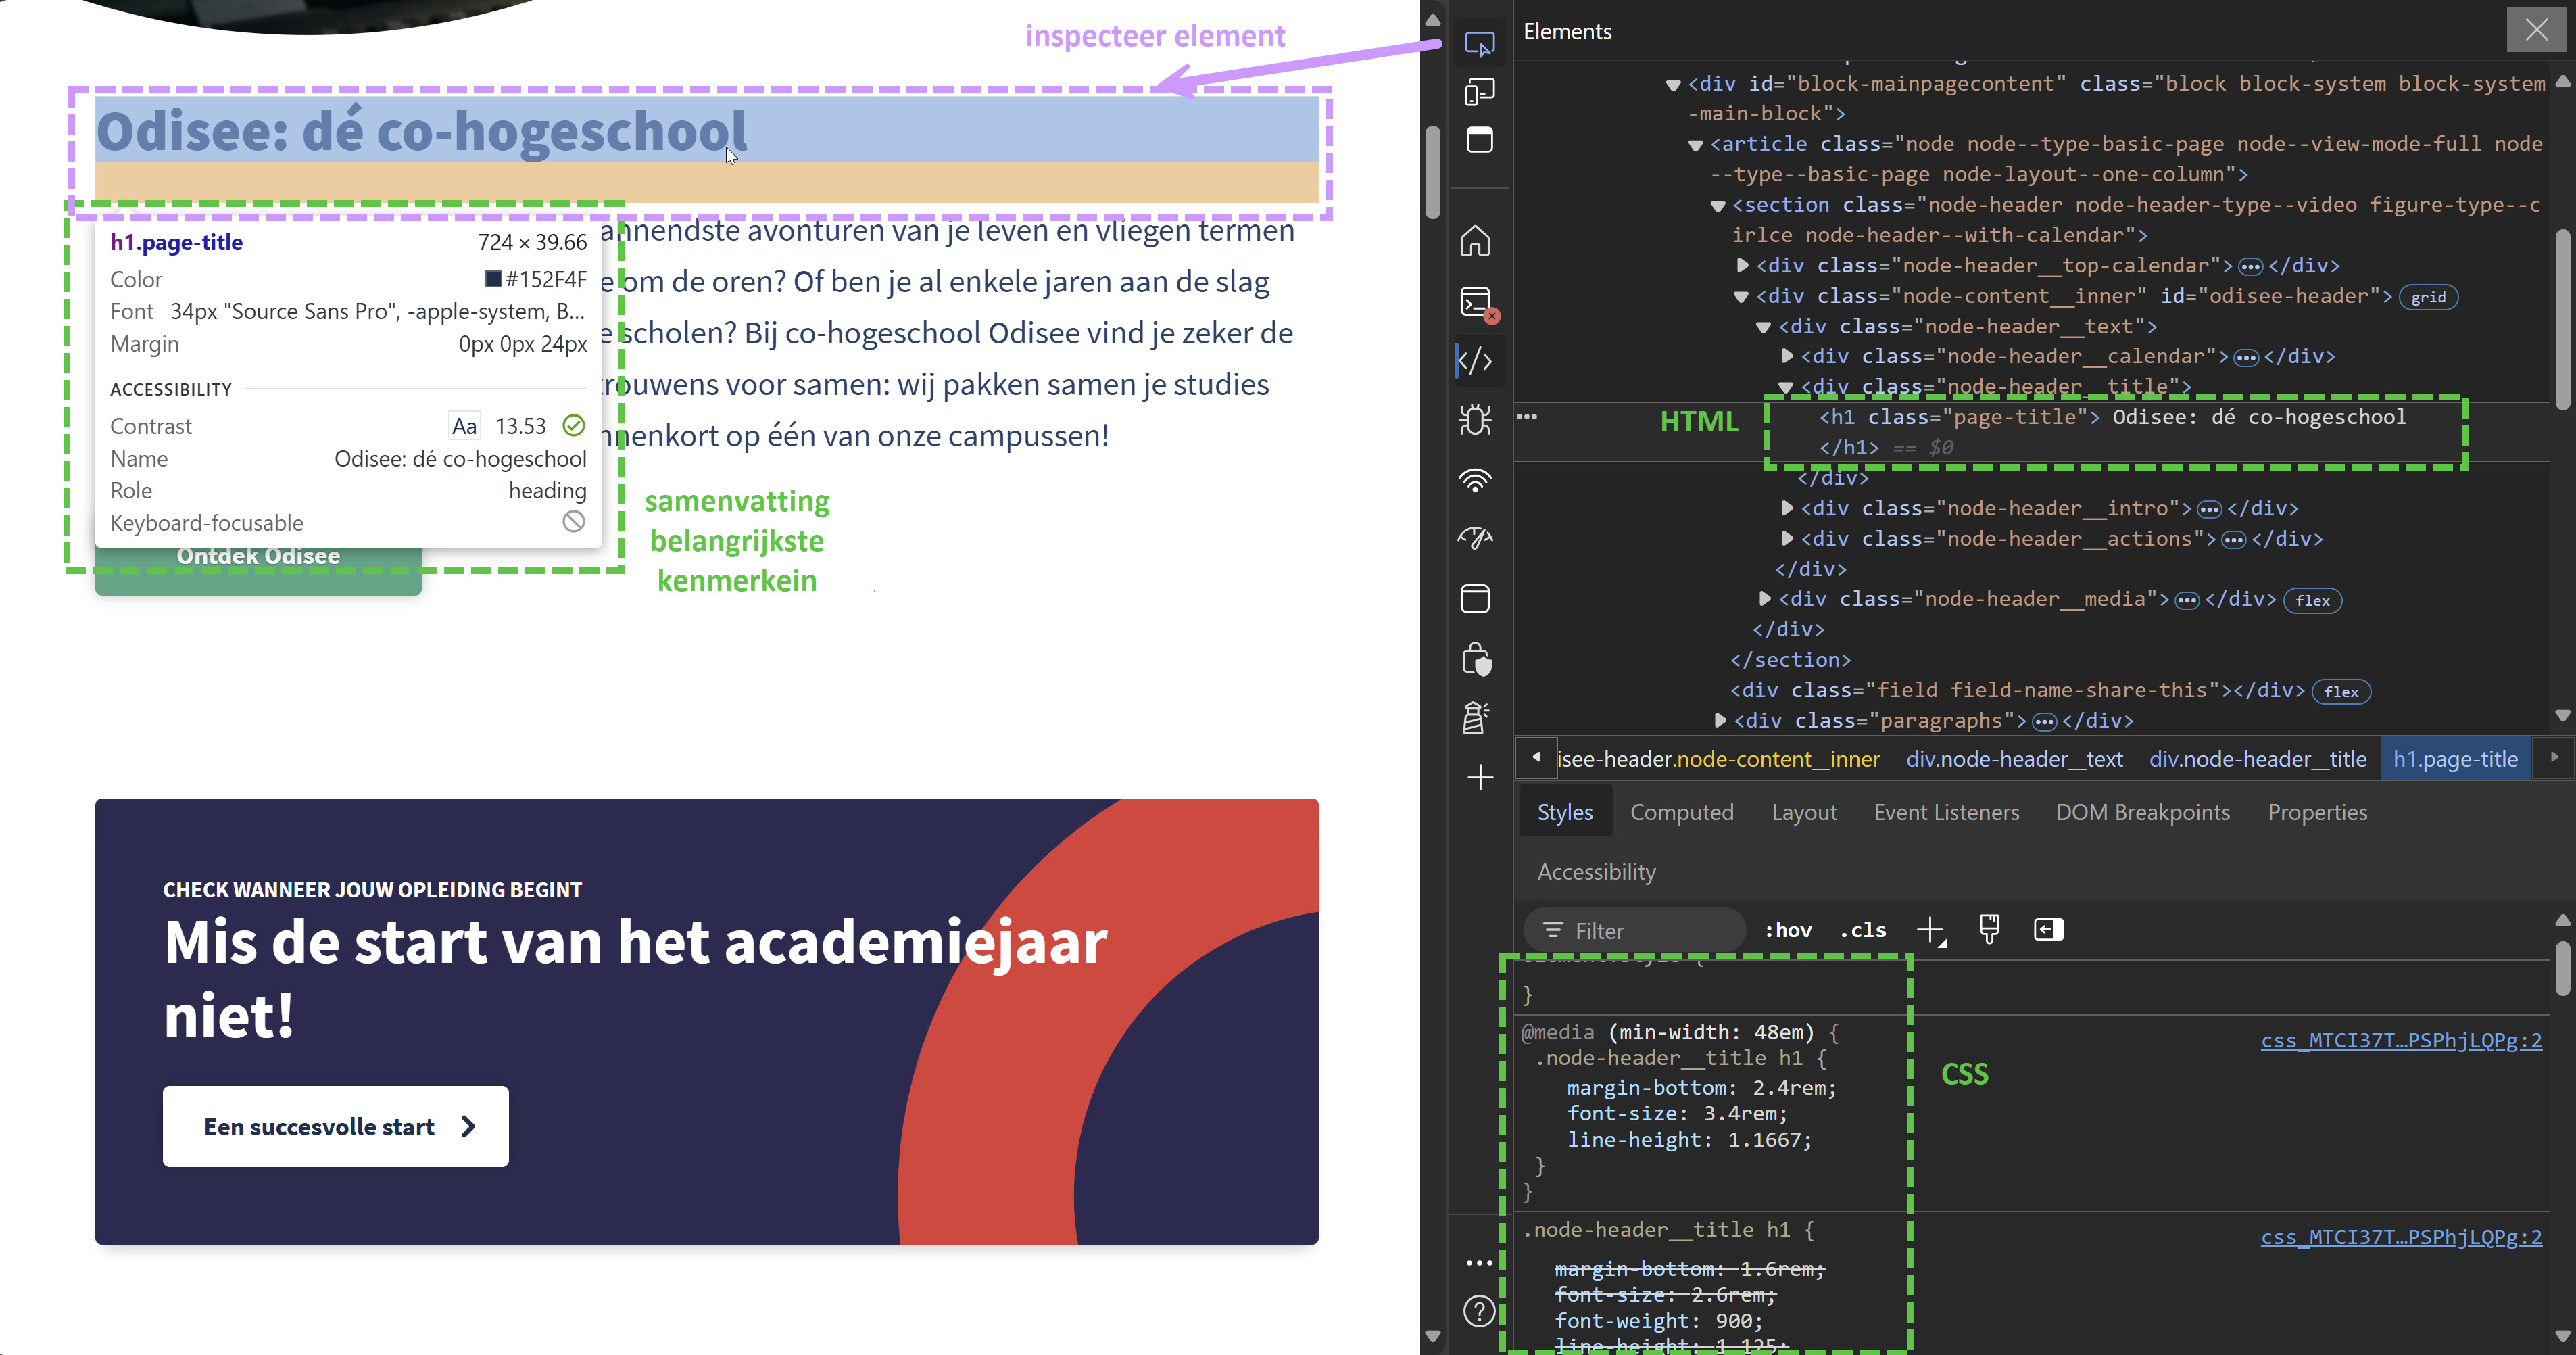 inspecteer element
Odisee: dé co-hogeschool
annendste avonturen van je leven en vliegen termen
e om de oren? Of ben je al enkele jaren aan de slag
e scholen? Bij co-hogeschool Odisee vind je zeker de
trouwens voor samen: wij pakken samen je studies
nnenkort op één van onze campussen!
h1.page-title 724 × 39.66
Color #152F4F
Font 34px "Source Sans Pro", -apple-system, B...
Margin 0px 0px 24px
ACCESSIBILITY
Contrast Aa 13.53
Name Odisee: dé co-hogeschool
Role heading
Keyboard-focusable
Ontdek Odisee
samenvatting
belangrijkste
kenmerkein
CHECK WANNEER JOUW OPLEIDING BEGINT
Mis de start van het academiejaar
niet!
Een succesvolle start
Elements
<div id="block-mainpagecontent" class="block block-system block-system
-main-block">
<article class="node node--type-basic-page node--view-mode-full node
--type--basic-page node-layout--one-column">
<section class="node-header node-header-type--video figure-type--c
irlce node-header--with-calendar">
<div class="node-header__top-calendar">…</div>
<div class="node-content__inner" id="odisee-header"> grid
<div class="node-header__text">
<div class="node-header__calendar">…</div>
<div class="node-header__title">
HTML
<h1 class="page-title"> Odisee: dé co-hogeschool
</h1> == $0
</div>
<div class="node-header__intro">…</div>
<div class="node-header__actions">…</div>
</div>
<div class="node-header__media">…</div> flex
</div>
</section>
<div class="field field-name-share-this"></div> flex
<div class="paragraphs">…</div>
isee-header.node-content__inner div.node-header__text div.node-header__title h1.page-title
Styles Computed Layout Event Listeners DOM Breakpoints Properties
Accessibility
Filter :hov .cls
}
@media (min-width: 48em) { css_MTCI37T…PSPhjLQPg:2
.node-header__title h1 {
margin-bottom: 2.4rem;
font-size: 3.4rem;
line-height: 1.1667;
}
}
CSS
.node-header__title h1 { css_MTCI37T…PSPhjLQPg:2
margin-bottom: 1.6rem;
font-size: 2.6rem;
font-weight: 900;
line-height: 1.125;